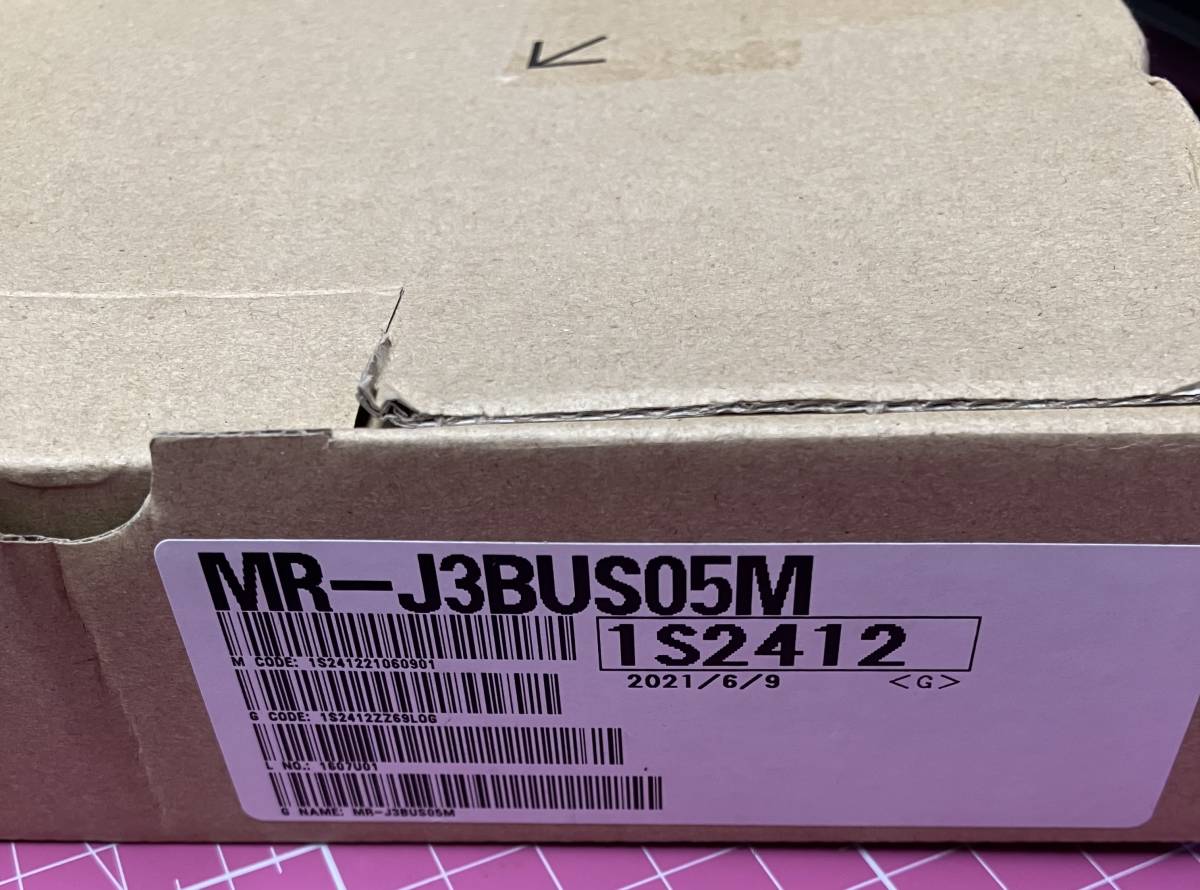 MR-J3BUS05M
1S2412
M CODE: 1S241221060901
2021/6/9 <G>
G CODE: 1S2412ZZ69L0G
L NO.: 1607U01
G NAME: MR-J3BUS05M